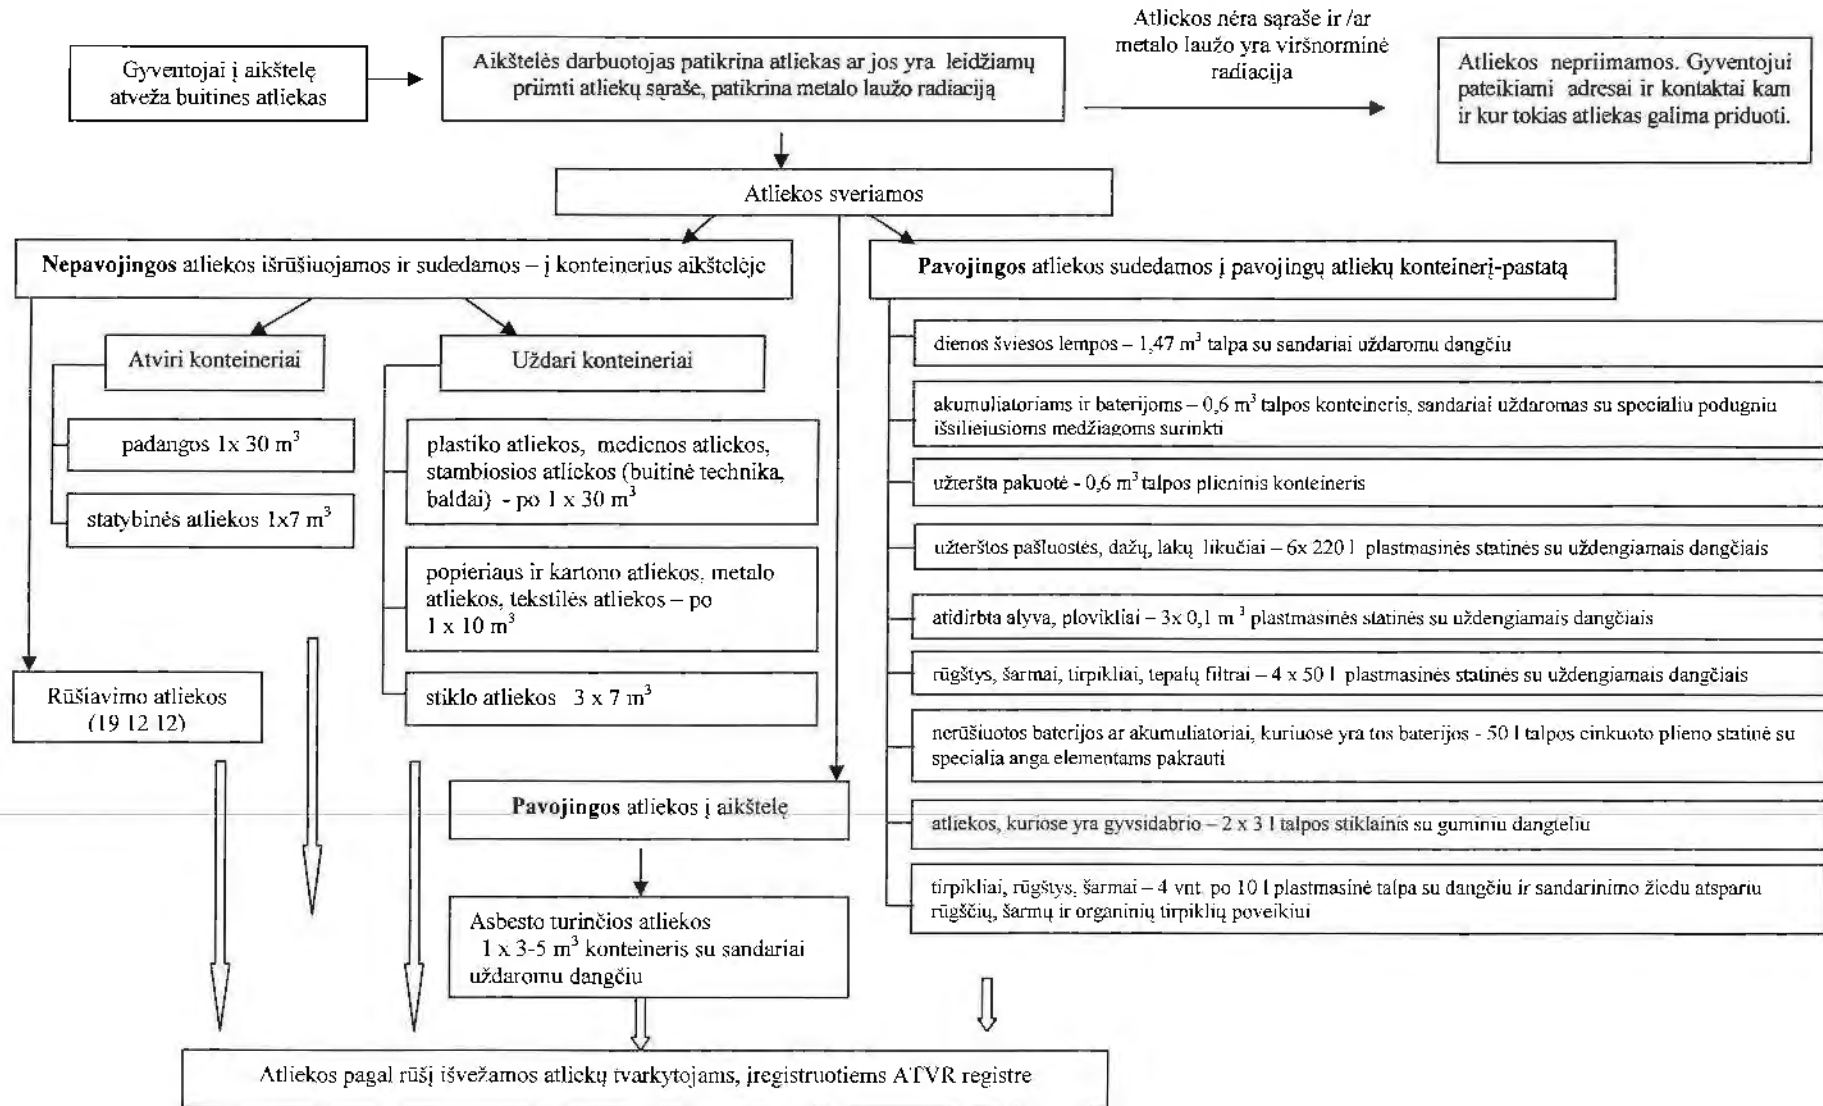 Gyventojai į aikštelę
atveža buitines atliekas
Aikštelės darbuotojas patikrina atliekas ar jos yra leidžiamų
priimti atliekų sąraše, patikrina metalo laužo radiaciją
Atliekos nėra sąraše ir /ar
metalo laužo yra viršnorminė
radiacija
Atliekos nepriimamos. Gyventojui
pateikiami adresai ir kontaktai kam
ir kur tokias atliekas galima priduoti.
Atliekos sveriamos
Nepavojingos atliekos išrūšiuojamos ir sudedamos – į konteinerius aikštelėje
Pavojingos atliekos sudedamos į pavojingų atliekų konteinerį-pastatą
Atviri konteineriai
padangos 1x 30 m³
statybinės atliekos 1x7 m³
Uždari konteineriai
plastiko atliekos, medienos atliekos,
stambiosios atliekos (buitinė technika,
baldai) - po 1 x 30 m³
popieriaus ir kartono atliekos, metalo
atliekos, tekstilės atliekos – po
1 x 10 m³
stiklo atliekos 3 x 7 m³
Rūšiavimo atliekos
(19 12 12)
Pavojingos atliekos į aikštelę
Asbesto turinčios atliekos
1 x 3-5 m³ konteineris su sandariai
uždaromu dangčiu
dienos šviesos lempos – 1,47 m³ talpa su sandariai uždaromu dangčiu
akumuliatoriams ir baterijoms – 0,6 m³ talpos konteineris, sandariai uždaromas su specialiu podugniu
išsiliejusioms medžiagoms surinkti
užteršta pakuotė - 0,6 m³ talpos plieninis konteineris
užterštos pašluostės, dažų, lakų likučiai – 6x 220 l plastmasinės statinės su uždengiamais dangčiais
atidirbta alyva, plovikliai – 3x 0,1 m ³ plastmasinės statinės su uždengiamais dangčiais
rūgštys, šarmai, tirpikliai, tepalų filtrai – 4 x 50 l plastmasinės statinės su uždengiamais dangčiais
nerūšiuotos baterijos ar akumuliatoriai, kuriuose yra tos baterijos - 50 l talpos cinkuoto plieno statinė su
specialia anga elementams pakrauti
atliekos, kuriose yra gyvsidabrio – 2 x 3 l talpos stiklainis su guminiu dangteliu
tirpikliai, rūgštys, šarmai – 4 vnt. po 10 l plastmasinė talpa su dangčiu ir sandarinimo žiedu atspariu
rūgščių, šarmų ir organinių tirpiklių poveikiui
Atliekos pagal rūšį išvežamos atliekų tvarkytojams, įregistruotiems ATVR registre